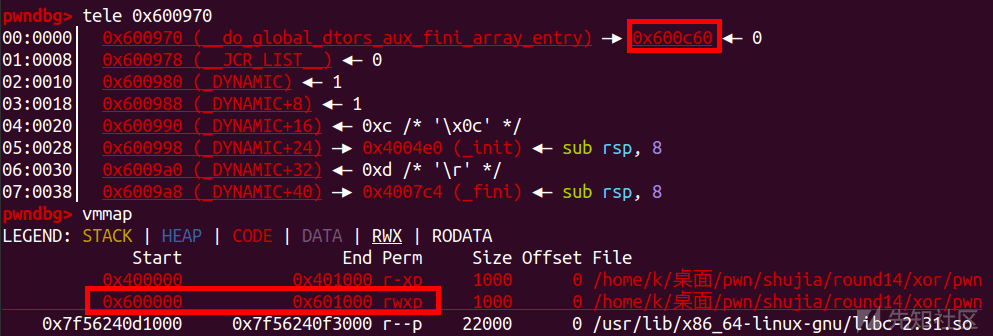 pwndbg> tele 0x600970
00:0000│ 0x600970 (__do_global_dtors_aux_fini_array_entry) —▸ 0x600c60 ◂— 0
01:0008│ 0x600978 (__JCR_LIST__) ◂— 0
02:0010│ 0x600980 (_DYNAMIC) ◂— 1
03:0018│ 0x600988 (_DYNAMIC+8) ◂— 1
04:0020│ 0x600990 (_DYNAMIC+16) ◂— 0xc /* '\x0c' */
05:0028│ 0x600998 (_DYNAMIC+24) —▸ 0x4004e0 (_init) ◂— sub rsp, 8
06:0030│ 0x6009a0 (_DYNAMIC+32) ◂— 0xd /* '\r' */
07:0038│ 0x6009a8 (_DYNAMIC+40) —▸ 0x4007c4 (_fini) ◂— sub rsp, 8
pwndbg> vmmap
LEGEND: STACK | HEAP | CODE | DATA | RWX | RODATA
Start End Perm Size Offset File
0x400000 0x401000 r-xp 1000 0 /home/k/桌面/pwn/shujia/round14/xor/pwn
0x600000 0x601000 rwxp 1000 0 /home/k/桌面/pwn/shujia/round14/xor/pwn
0x7f56240d1000 0x7f56240f3000 r--p 22000 0 /usr/lib/x86_64-linux-gnu/libc-2.31.so
先知社区